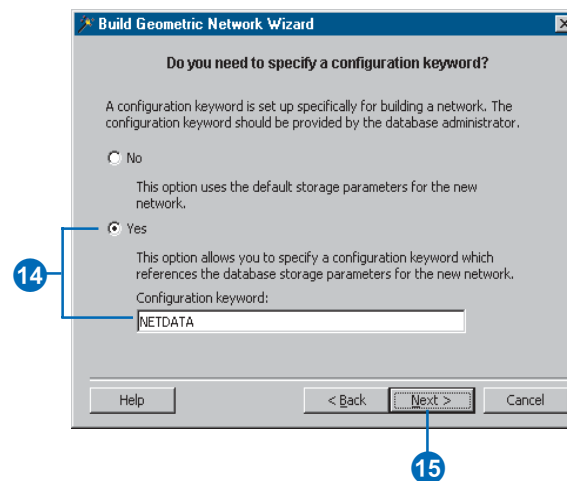 Build Geometric Network Wizard
Do you need to specify a configuration keyword?
A configuration keyword is set up specifically for building a network. The
configuration keyword should be provided by the database administrator.
No
This option uses the default storage parameters for the new
network.
Yes
This option allows you to specify a configuration keyword which
references the database storage parameters for the new network.
14
Configuration keyword:
NETDATA
Help
< Back
Next >
Cancel
15